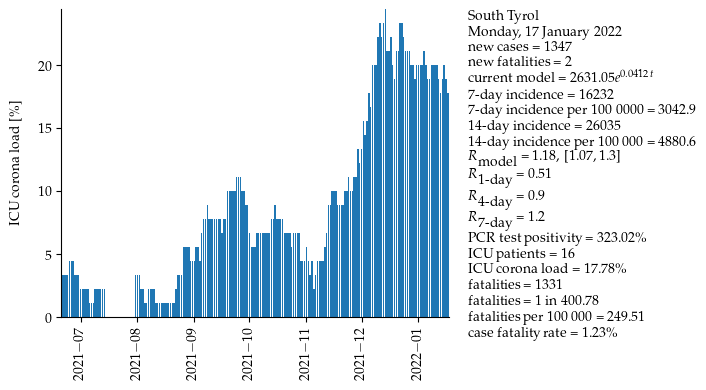 South Tyrol
Monday, 17 January 2022
new cases = 1347
new fatalities = 2
current model = 2631.05e^0.0412 t
7-day incidence = 16232
7-day incidence per 100 0000 = 3042.9
14-day incidence = 26035
14-day incidence per 100 000 = 4880.6
R_model = 1.18, [1.07, 1.3]
R_1-day = 0.51
R_4-day = 0.9
R_7-day = 1.2
PCR test positivity = 323.02%
ICU patients = 16
ICU corona load = 17.78%
fatalities = 1331
fatalities = 1 in 400.78
fatalities per 100 000 = 249.51
case fatality rate = 1.23%
ICU corona load [%]
20
15
10
5
0
2021−07
2021−08
2021−09
2021−10
2021−11
2021−12
2022−01